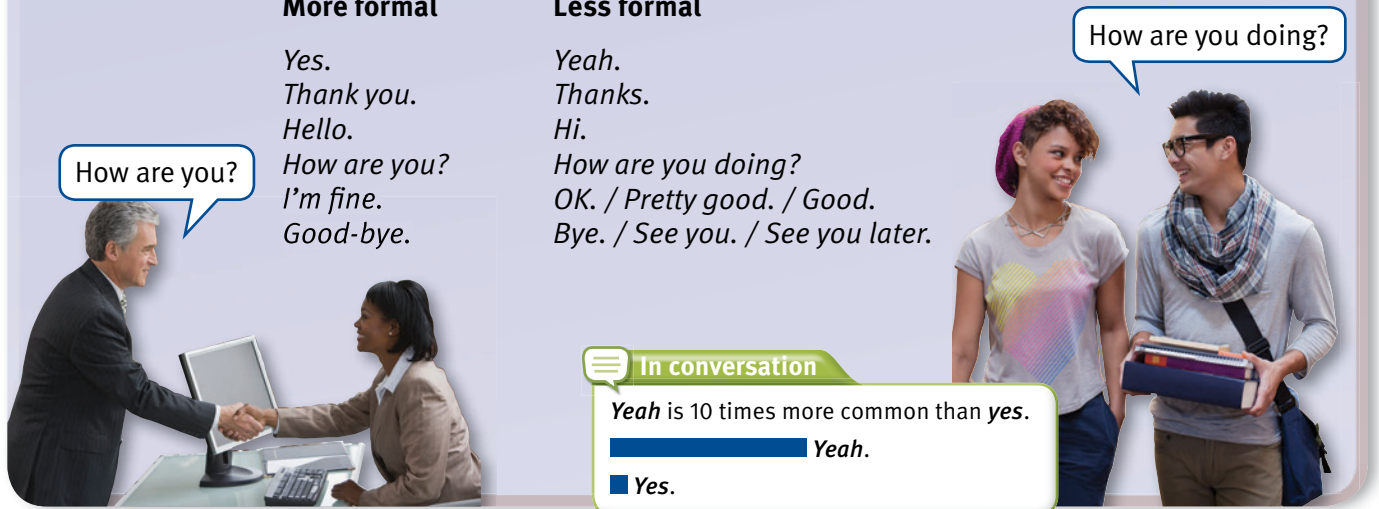 More formal
Yes.
Thank you.
Hello.
How are you?
I'm fine.
Good-bye.
Less formal
Yeah.
Thanks.
Hi.
How are you doing?
OK. / Pretty good. / Good.
Bye. / See you. / See you later.
How are you?
How are you doing?
In conversation
Yeah is 10 times more common than yes.
Yeah.
Yes.